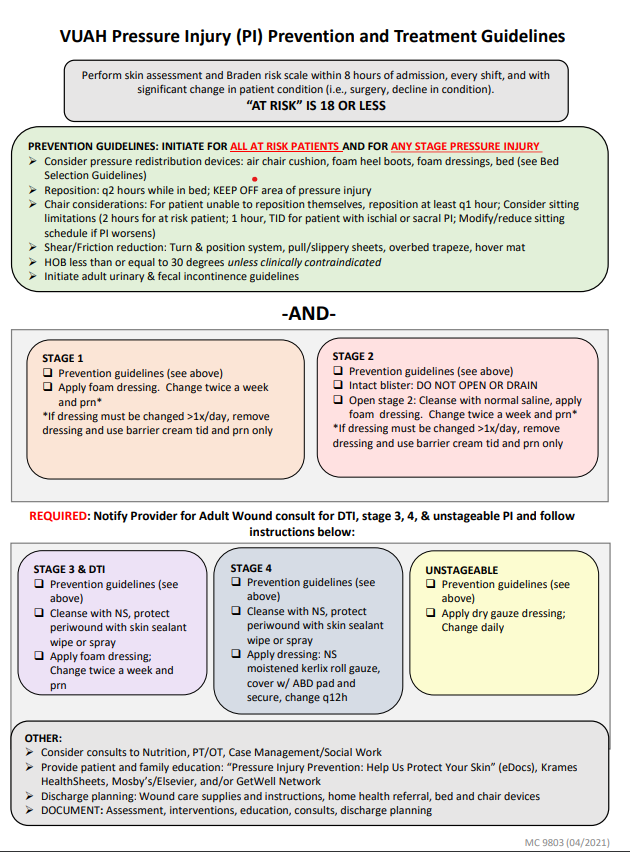 VUAH Pressure Injury (PI) Prevention and Treatment Guidelines
Perform skin assessment and Braden risk scale within 8 hours of admission, every shift, and with
significant change in patient condition (i.e., surgery, decline in condition).
"AT RISK" IS 18 OR LESS
PREVENTION GUIDELINES: INITIATE FOR ALL AT RISK PATIENTS AND FOR ANY STAGE PRESSURE INJURY
➢ Consider pressure redistribution devices: air chair cushion, foam heel boots, foam dressings, bed (see Bed
Selection Guidelines)
➢ Reposition: q2 hours while in bed; KEEP OFF area of pressure injury
➢ Chair considerations: For patient unable to reposition themselves, reposition at least q1 hour; Consider sitting
limitations (2 hours for at risk patient; 1 hour, TID for patient with ischial or sacral PI; Modify/reduce sitting
schedule if PI worsens)
➢ Shear/Friction reduction: Turn & position system, pull/slippery sheets, overbed trapeze, hover mat
➢ HOB less than or equal to 30 degrees unless clinically contraindicated
➢ Initiate adult urinary & fecal incontinence guidelines
-AND-
STAGE 1
❑ Prevention guidelines (see above)
❑ Apply foam dressing. Change twice a week
and prn*
*If dressing must be changed >1x/day, remove
dressing and use barrier cream tid and prn only
STAGE 2
❑ Prevention guidelines (see above)
❑ Intact blister: DO NOT OPEN OR DRAIN
❑ Open stage 2: Cleanse with normal saline, apply
foam dressing. Change twice a week and prn*
*If dressing must be changed >1x/day, remove
dressing and use barrier cream tid and prn only
REQUIRED: Notify Provider for Adult Wound consult for DTI, stage 3, 4, & unstageable PI and follow
instructions below:
STAGE 3 & DTI
❑ Prevention guidelines (see
above)
❑ Cleanse with NS, protect
periwound with skin sealant
wipe or spray
❑ Apply foam dressing;
Change twice a week and
prn
STAGE 4
❑ Prevention guidelines (see
above)
❑ Cleanse with NS, protect
periwound with skin sealant
wipe or spray
❑ Apply dressing: NS
moistened kerlix roll gauze,
cover w/ ABD pad and
secure, change q12h
UNSTAGEABLE
❑ Prevention guidelines (see
above)
❑ Apply dry gauze dressing;
Change daily
OTHER:
➢ Consider consults to Nutrition, PT/OT, Case Management/Social Work
➢ Provide patient and family education: "Pressure Injury Prevention: Help Us Protect Your Skin" (eDocs), Krames
HealthSheets, Mosby's/Elsevier, and/or GetWell Network
➢ Discharge planning: Wound care supplies and instructions, home health referral, bed and chair devices
➢ DOCUMENT: Assessment, interventions, education, consults, discharge planning
MC 9803 (04/2021)